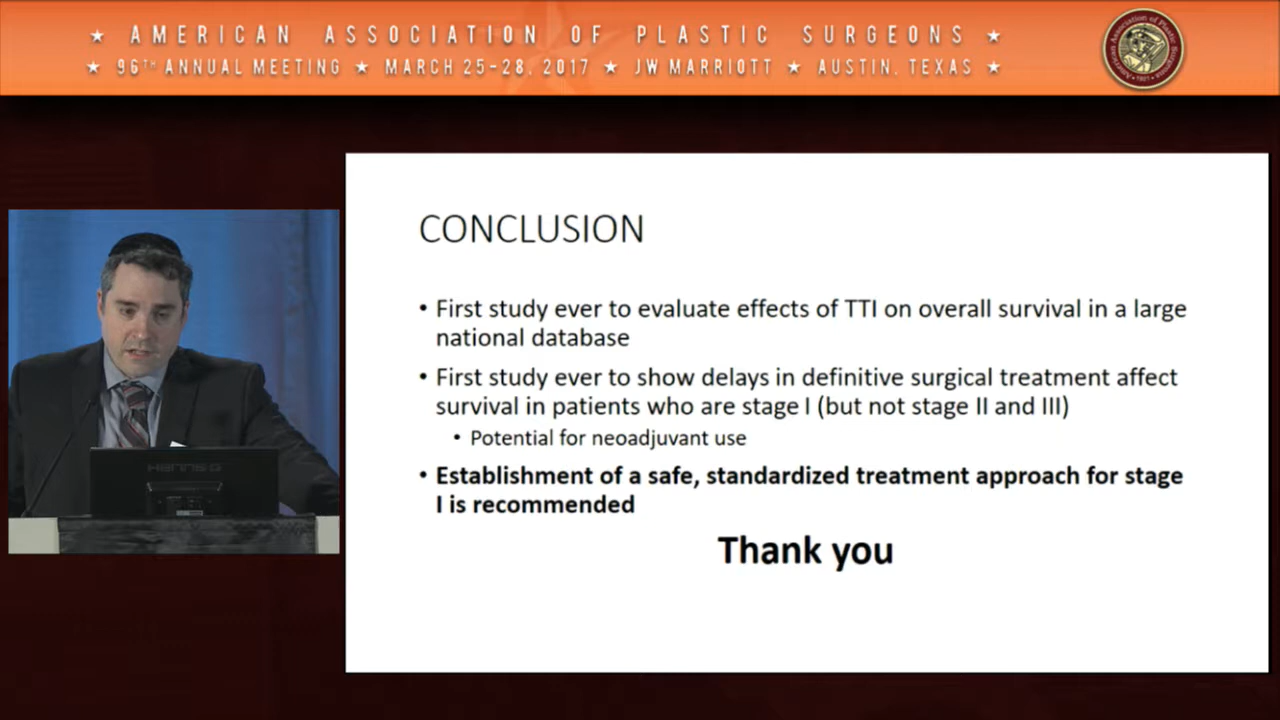 ★ AMERICAN ASSOCIATION OF PLASTIC SURGEONS ★
★ 96TH ANNUAL MEETING ★ MARCH 25-28, 2017 ★ JW MARRIOTT ★ AUSTIN, TEXAS ★
CONCLUSION
• First study ever to evaluate effects of TTI on overall survival in a large
national database
• First study ever to show delays in definitive surgical treatment affect
survival in patients who are stage I (but not stage II and III)
• Potential for neoadjuvant use
• Establishment of a safe, standardized treatment approach for stage
I is recommended
Thank you